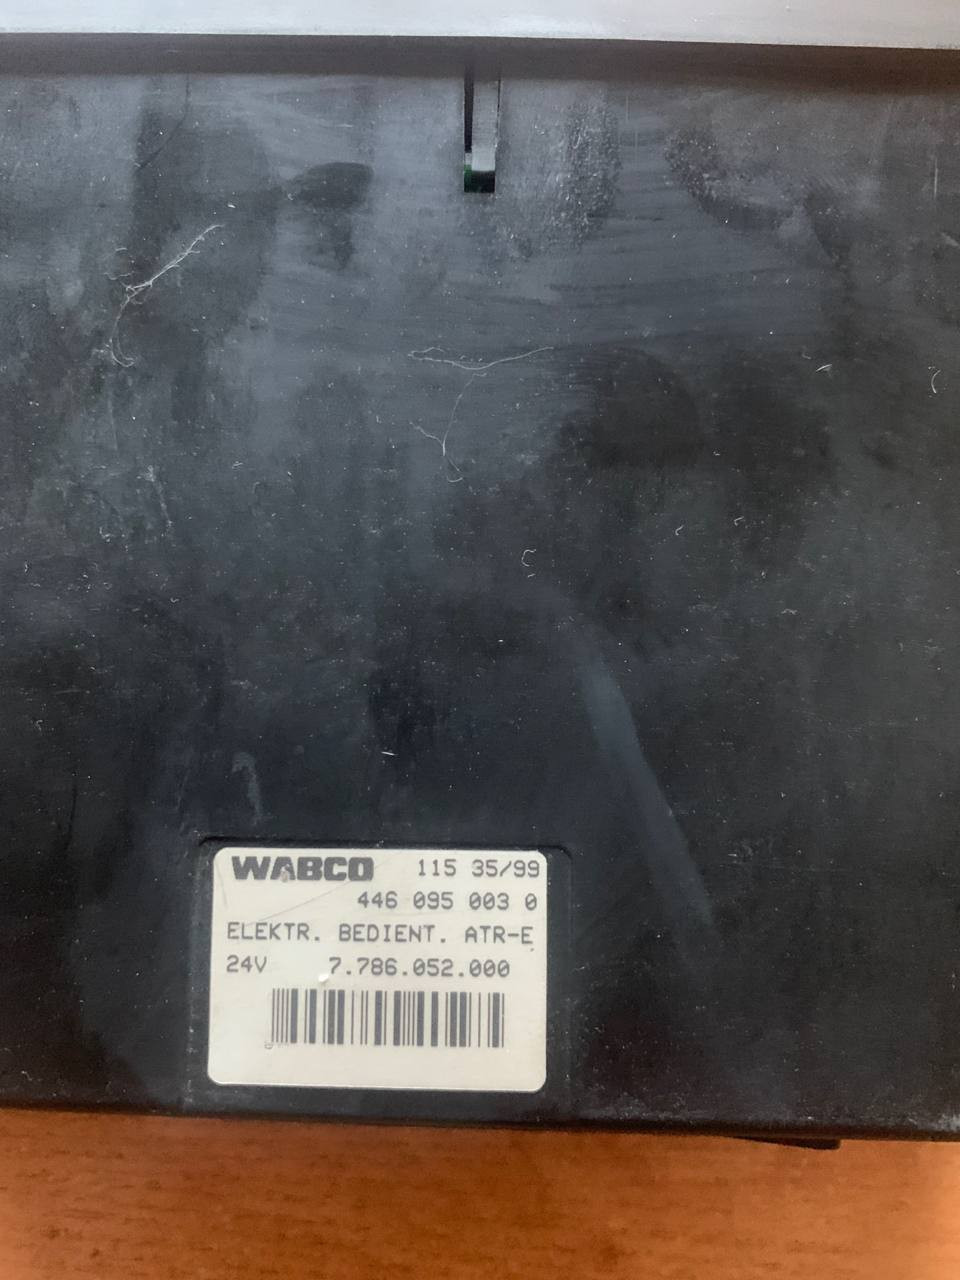 WABCO 115 35/99
446 095 003 0
ELEKTR. BEDIENT. ATR-E
24V 7.786.052.000